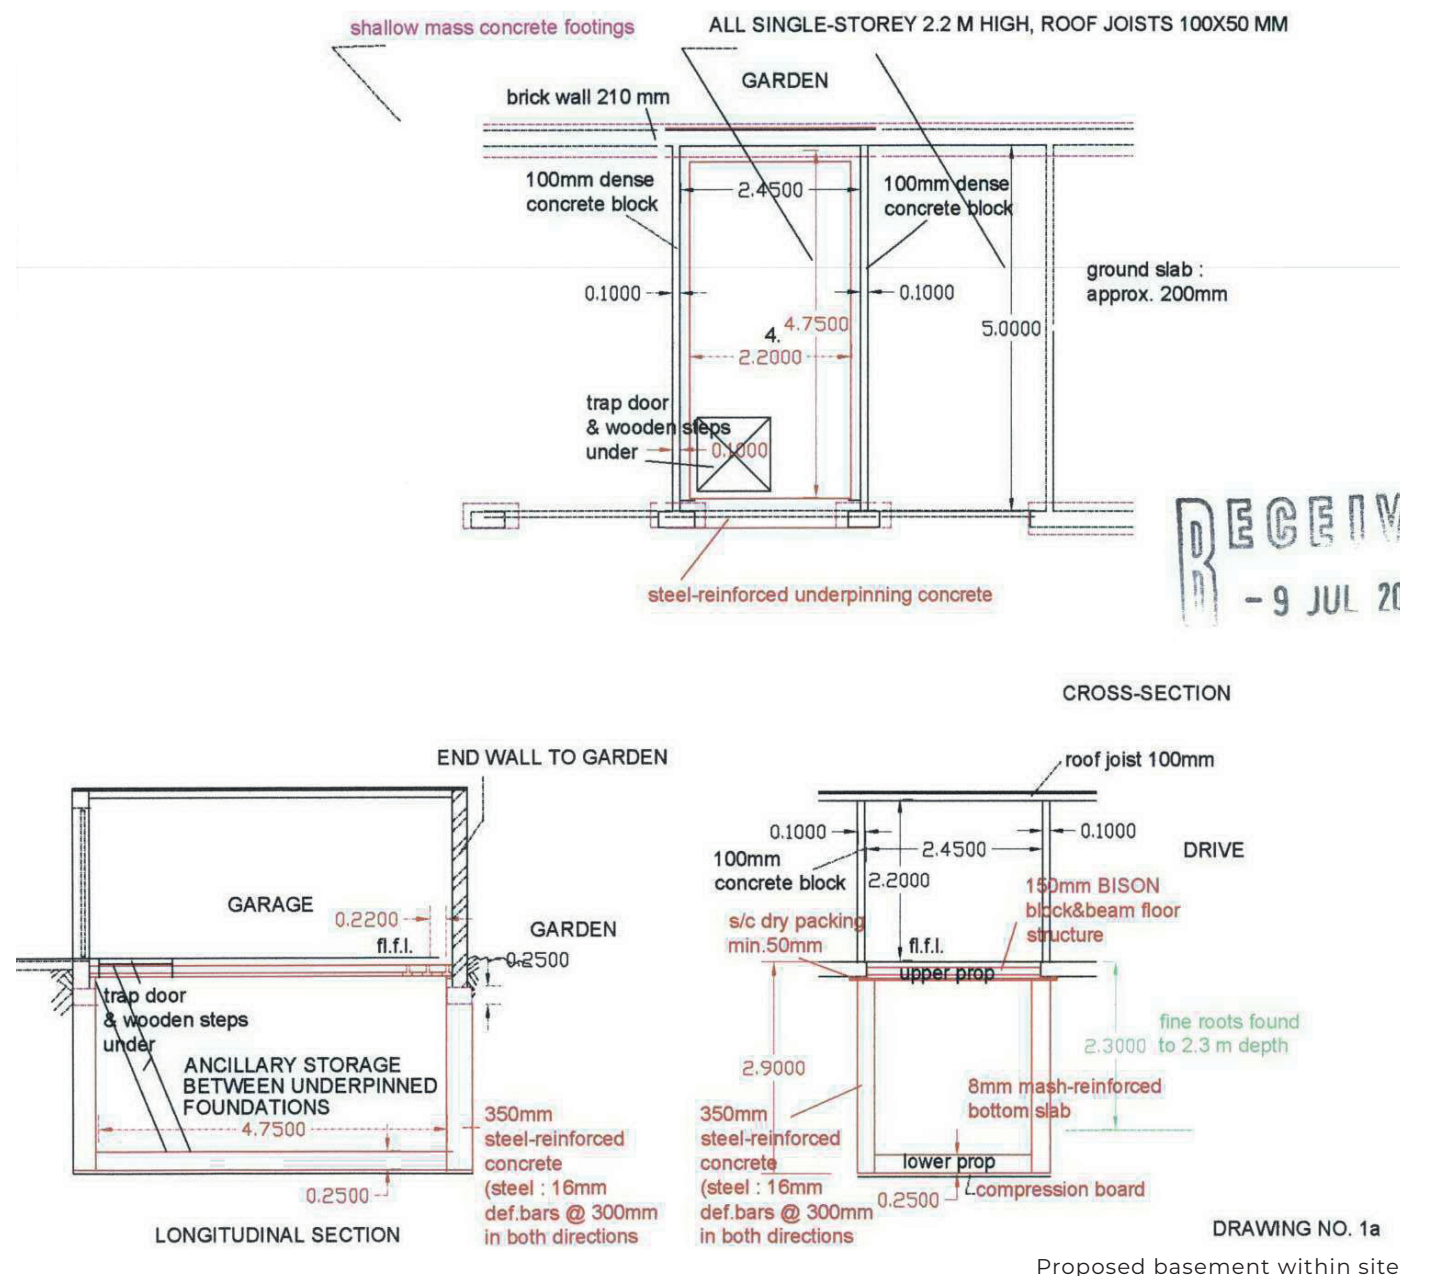 shallow mass concrete footings
ALL SINGLE-STOREY 2.2 M HIGH, ROOF JOISTS 100X50 MM
GARDEN
brick wall 210 mm
100mm dense
concrete block
2.4500
100mm dense
concrete block
ground slab :
approx. 200mm
0.1000
0.1000
4.7500
4.
5.0000
2.2000
trap door
& wooden steps
under
0.1000
steel-reinforced underpinning concrete
RECEIV
- 9 JUL 20
CROSS-SECTION
END WALL TO GARDEN
roof joist 100mm
0.1000
0.1000
2.4500
DRIVE
100mm
concrete block
2.2000
150mm BISON
block&beam floor
structure
GARAGE
0.2200
GARDEN
s/c dry packing
min.50mm
fl.f.l.
fl.f.l.
0.2500
upper prop
trap door
& wooden steps
under
fine roots found
to 2.3 m depth
2.3000
ANCILLARY STORAGE
BETWEEN UNDERPINNED
FOUNDATIONS
2.9000
8mm mash-reinforced
bottom slab
4.7500
350mm
steel-reinforced
concrete
(steel : 16mm
def.bars @ 300mm
in both directions
350mm
steel-reinforced
concrete
(steel : 16mm
def.bars @ 300mm
in both directions
lower prop
0.2500
0.2500
compression board
LONGITUDINAL SECTION
DRAWING NO. 1a
Proposed basement within site